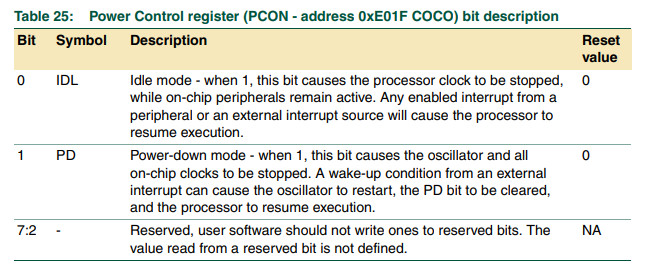 Table 25: Power Control register (PCON - address 0xE01F COCO) bit description
Bit Symbol Description Reset value
0 IDL Idle mode - when 1, this bit causes the processor clock to be stopped, 0
while on-chip peripherals remain active. Any enabled interrupt from a
peripheral or an external interrupt source will cause the processor to
resume execution.
1 PD Power-down mode - when 1, this bit causes the oscillator and all 0
on-chip clocks to be stopped. A wake-up condition from an external
interrupt can cause the oscillator to restart, the PD bit to be cleared,
and the processor to resume execution.
7:2 - Reserved, user software should not write ones to reserved bits. The NA
value read from a reserved bit is not defined.